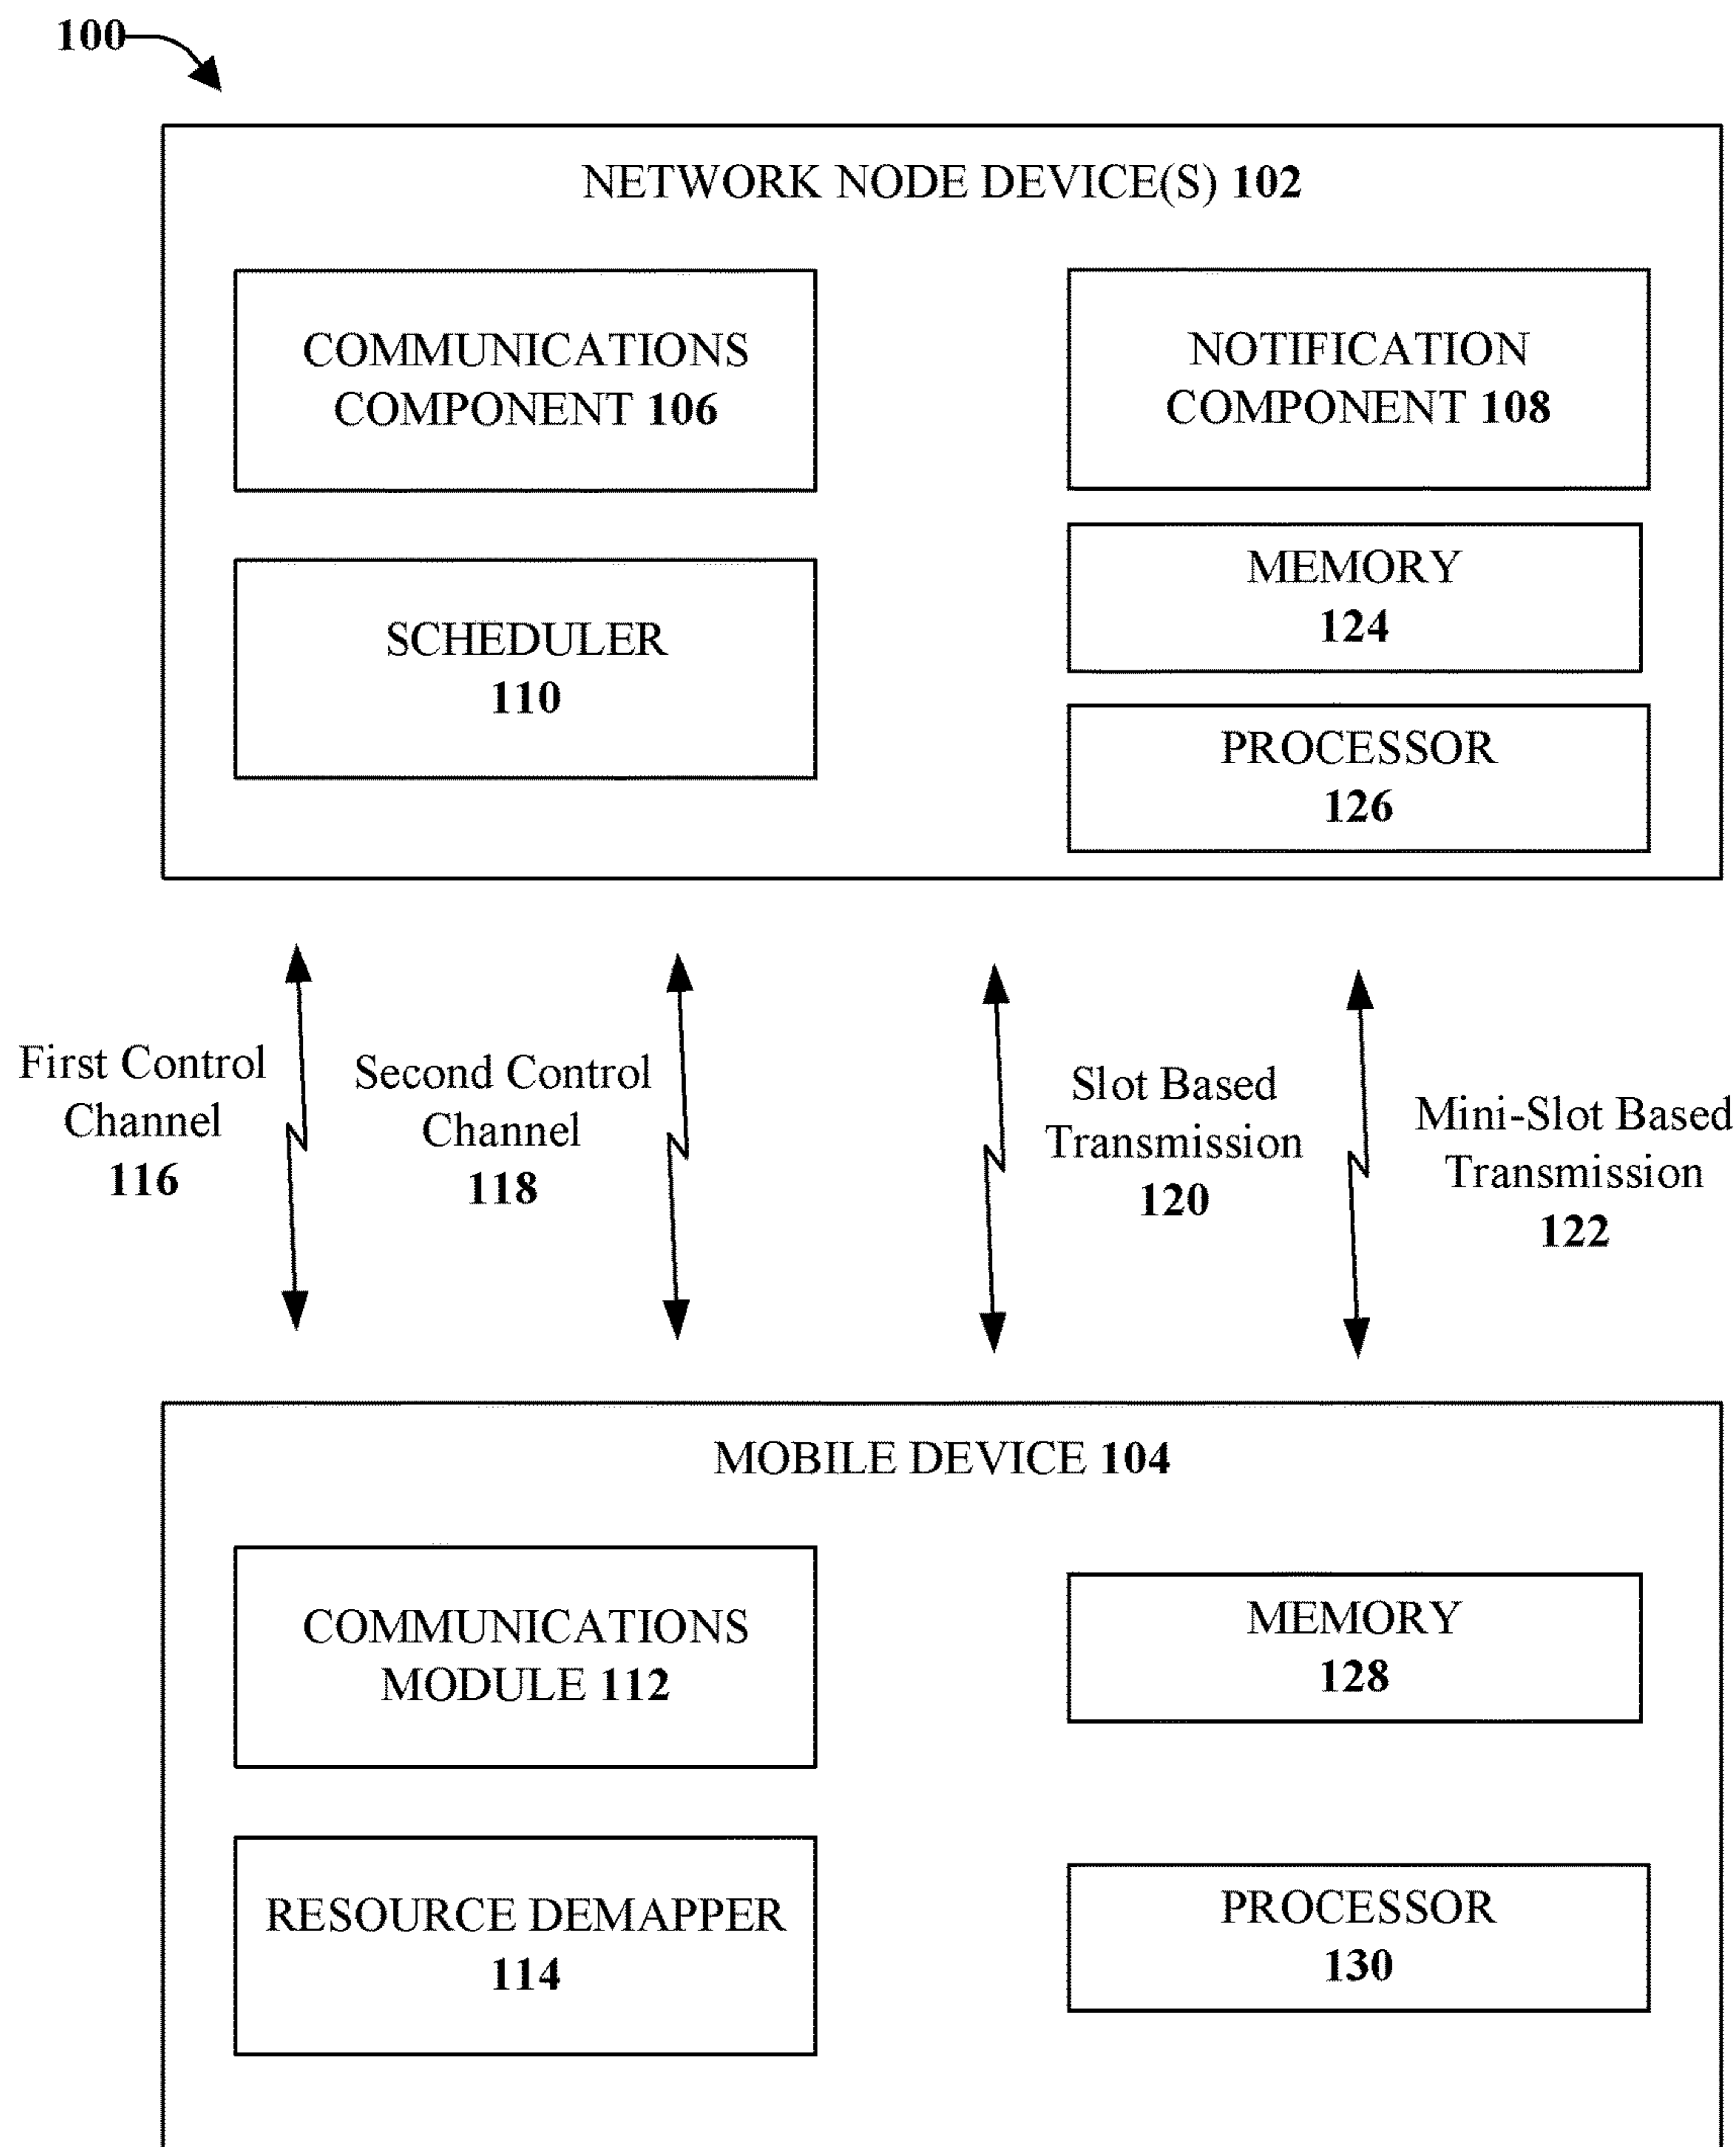 100
NETWORK NODE DEVICE(S) 102
COMMUNICATIONS
COMPONENT 106
NOTIFICATION
COMPONENT 108
SCHEDULER
110
MEMORY
124
PROCESSOR
126
First Control
Channel
116
Second Control
Channel
118
Slot Based
Transmission
120
Mini-Slot Based
Transmission
122
MOBILE DEVICE 104
COMMUNICATIONS
MODULE 112
MEMORY
128
RESOURCE DEMAPPER
114
PROCESSOR
130